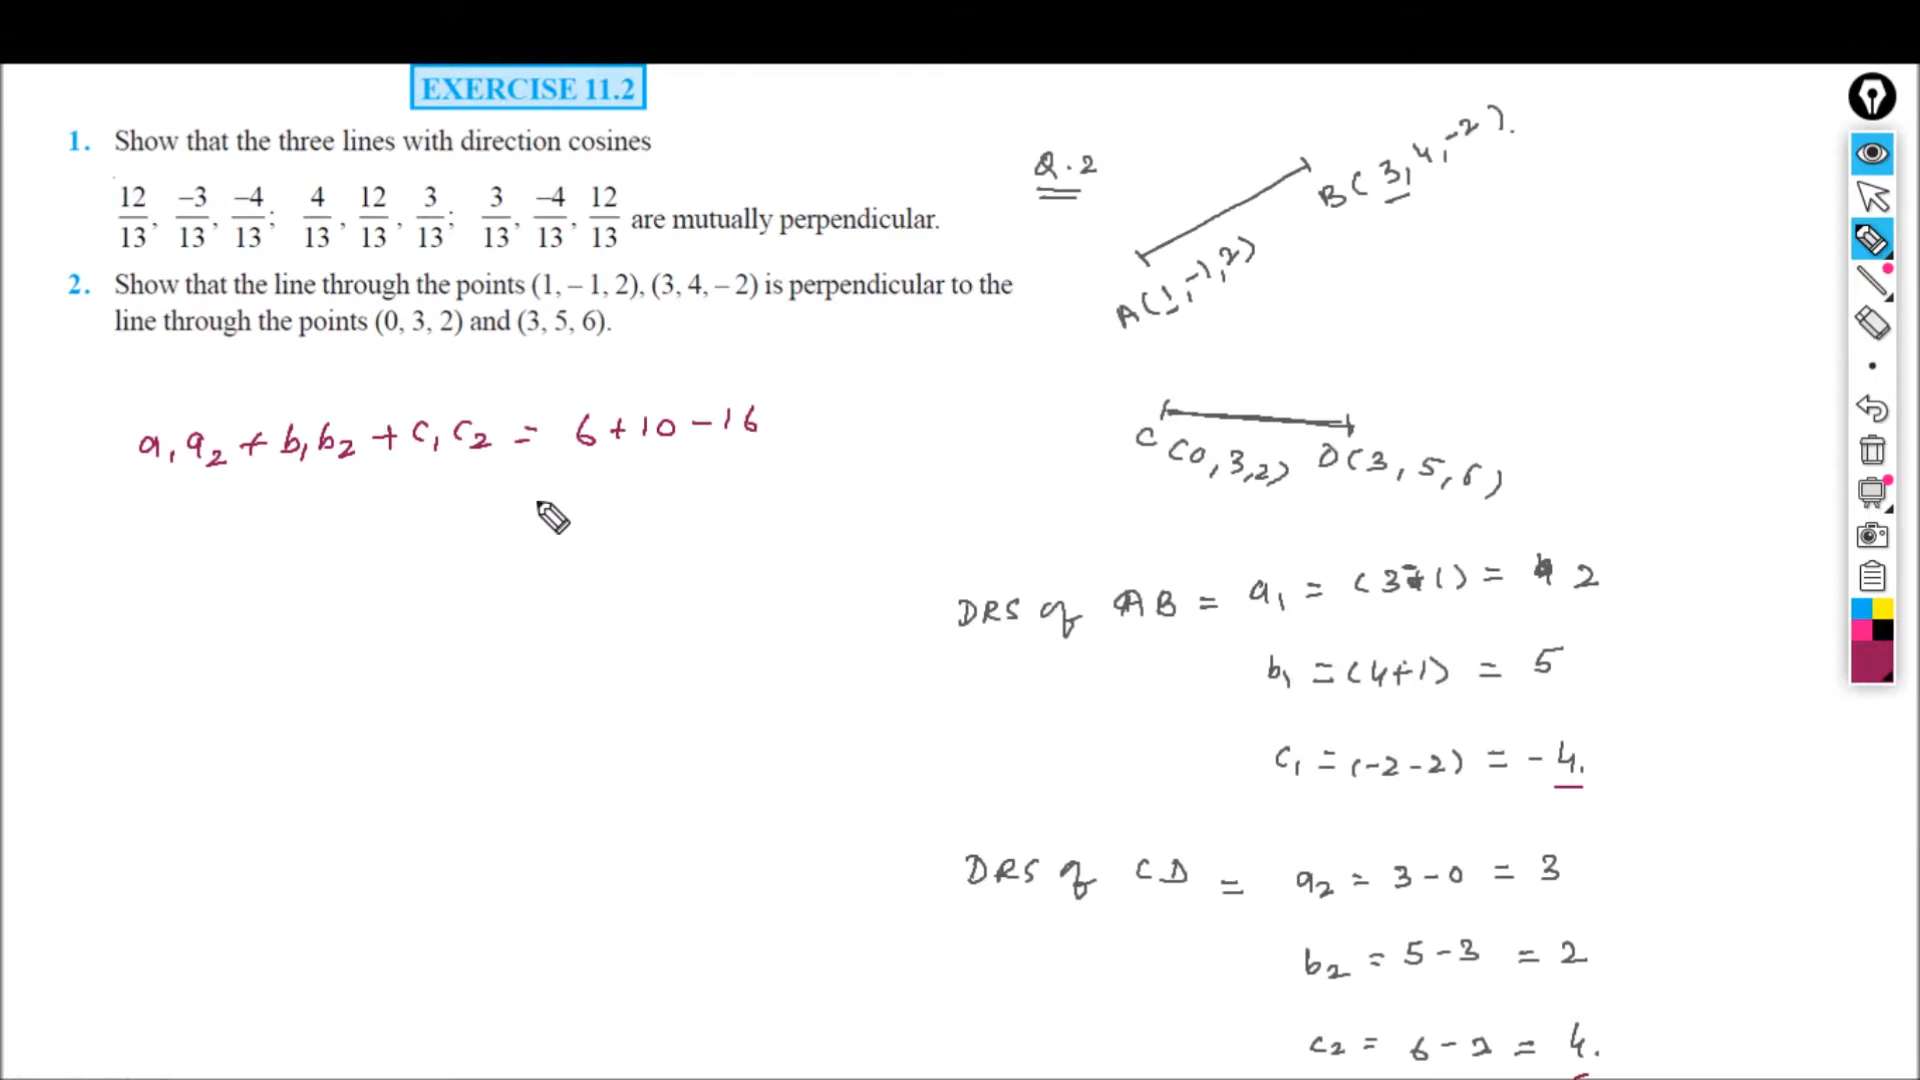 EXERCISE 11.2
1. Show that the three lines with direction cosines
12/13, -3/13, -4/13; 4/13, 12/13, 3/13; 3/13, -4/13, 12/13 are mutually perpendicular.
2. Show that the line through the points (1, – 1, 2), (3, 4, – 2) is perpendicular to the
line through the points (0, 3, 2) and (3, 5, 6).
a₁a₂ + b₁b₂ + c₁c₂ = 6+10-16
Q.2
B(3,4,-2).
A(1,-1,2)
C(0,3,2) D(3,5,6)
DRS of AB = a₁ = (3-1) = 2
b₁ = (4+1) = 5
c₁ = (-2-2) = -4.
DRS of CD = a₂ = 3-0 = 3
b₂ = 5-3 = 2
c₂ = 6-2 = 4.